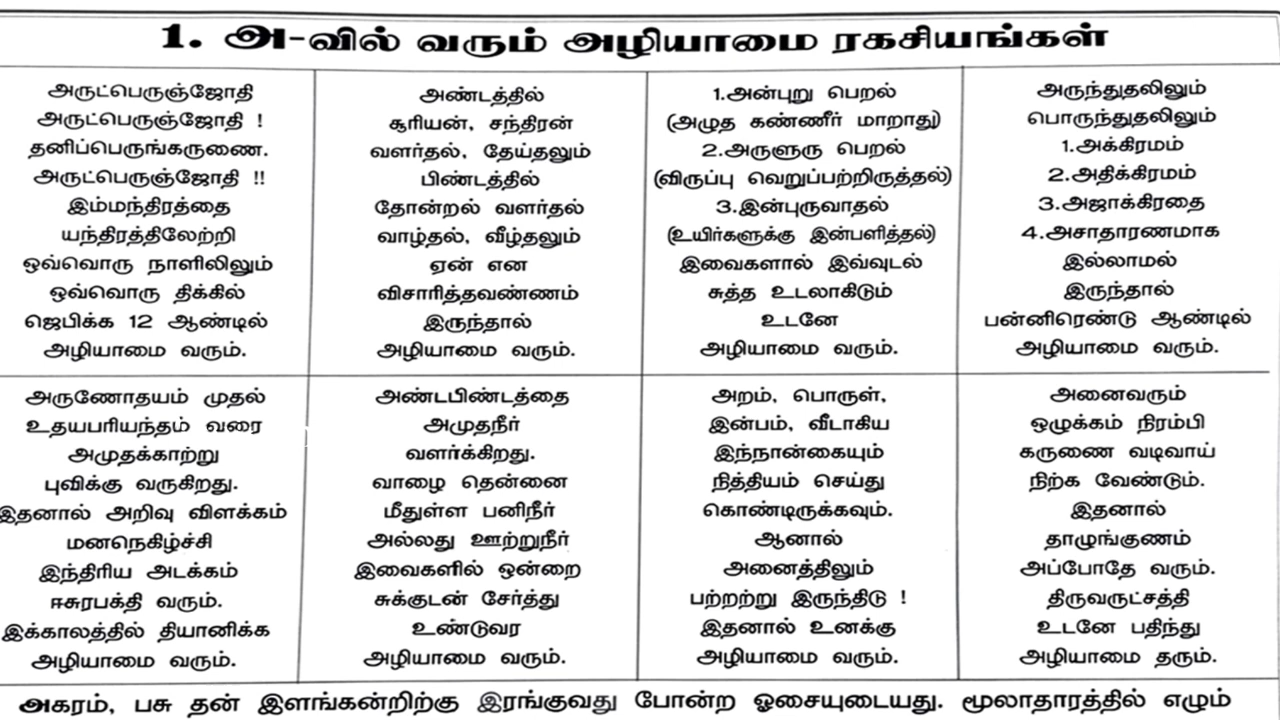 1. அ-வில் வரும் அழியாமை ரகசியங்கள்
அருட்பெருஞ்ஜோதி
அருட்பெருஞ்ஜோதி !
தனிப்பெருங்கருணை.
அருட்பெருஞ்ஜோதி !!
இம்மந்திரத்தை
யந்திரத்திலேற்றி
ஒவ்வொரு நாளிலிலும்
ஒவ்வொரு திக்கில்
ஜெபிக்க 12 ஆண்டில்
அழியாமை வரும்.
அண்டத்தில்
சூரியன், சந்திரன்
வளர்தல், தேய்தலும்
பிண்டத்தில்
தோன்றல் வளர்தல்
வாழ்தல், வீழ்தலும்
ஏன் என
விசாரித்தவண்ணம்
இருந்தால்
அழியாமை வரும்.
1.அன்புறு பெறல்
(அழுத கண்ணீர் மாறாது)
2.அருளுரு பெறல்
(விருப்பு வெறுப்பற்றிருத்தல்)
3.இன்புருவாதல்
(உயிர்களுக்கு இன்பளித்தல்)
இவைகளால் இவ்வுடல்
சுத்த உடலாகிடும்
உடனே
அழியாமை வரும்.
அருந்துதலிலும்
பொருந்துதலிலும்
1.அக்கிரமம்
2.அதிக்கிரமம்
3.அஜாக்கிரதை
4.அசாதாரணமாக
இல்லாமல்
இருந்தால்
பன்னிரெண்டு ஆண்டில்
அழியாமை வரும்.
அருணோதயம் முதல்
உதயபரியந்தம் வரை
அமுதக்காற்று
புவிக்கு வருகிறது.
இதனால் அறிவு விளக்கம்
மனநெகிழ்ச்சி
இந்திரிய அடக்கம்
ஈசுரபக்தி வரும்.
இக்காலத்தில் தியானிக்க
அழியாமை வரும்.
அண்டபிண்டத்தை
அமுதநீர்
வளர்க்கிறது.
வாழை தென்னை
மீதுள்ள பனிநீர்
அல்லது ஊற்றுநீர்
இவைகளில் ஒன்றை
சுக்குடன் சேர்த்து
உண்டுவர
அழியாமை வரும்.
அறம், பொருள்,
இன்பம், வீடாகிய
இந்நான்கையும்
நித்தியம் செய்து
கொண்டிருக்கவும்.
ஆனால்
அனைத்திலும்
பற்றற்று இருந்திடு !
இதனால் உனக்கு
அழியாமை வரும்.
அனைவரும்
ஒழுக்கம் நிரம்பி
கருணை வடிவாய்
நிற்க வேண்டும்.
இதனால்
தாழுங்குணம்
அப்போதே வரும்.
திருவருட்சத்தி
உடனே பதிந்து
அழியாமை தரும்.
அகரம், பசு தன் இளங்கன்றிற்கு இரங்குவது போன்ற ஓசையுடையது. மூலாதாரத்தில் எழும்